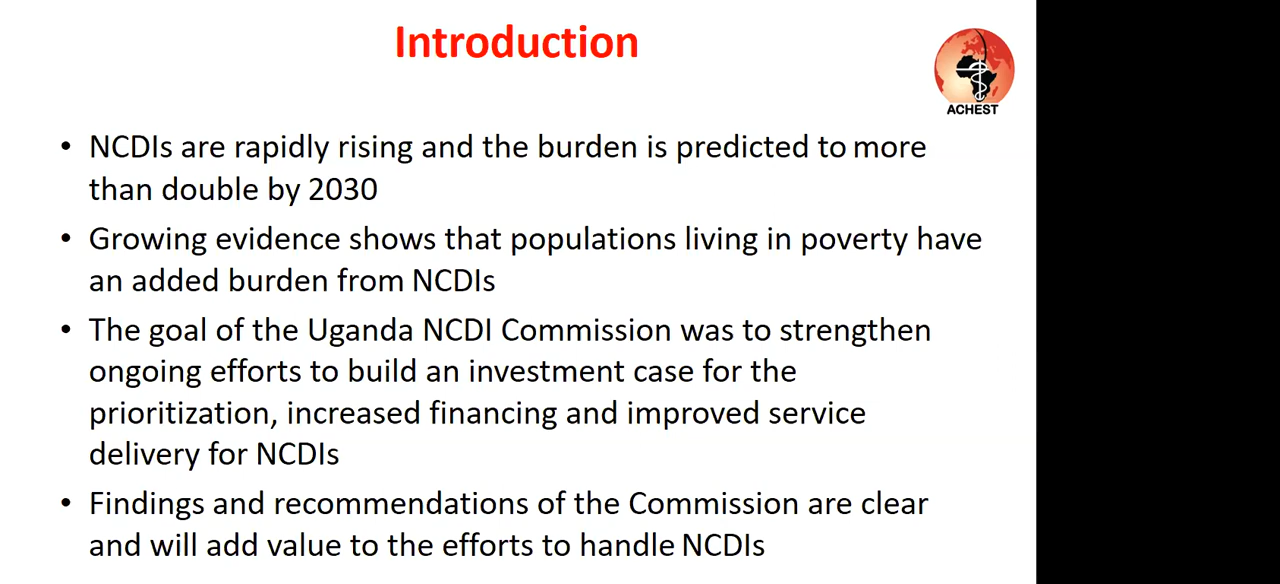 Introduction
ACHEST
• NCDIs are rapidly rising and the burden is predicted to more
than double by 2030
• Growing evidence shows that populations living in poverty have
an added burden from NCDIs
• The goal of the Uganda NCDI Commission was to strengthen
ongoing efforts to build an investment case for the
prioritization, increased financing and improved service
delivery for NCDIs
• Findings and recommendations of the Commission are clear
and will add value to the efforts to handle NCDIs